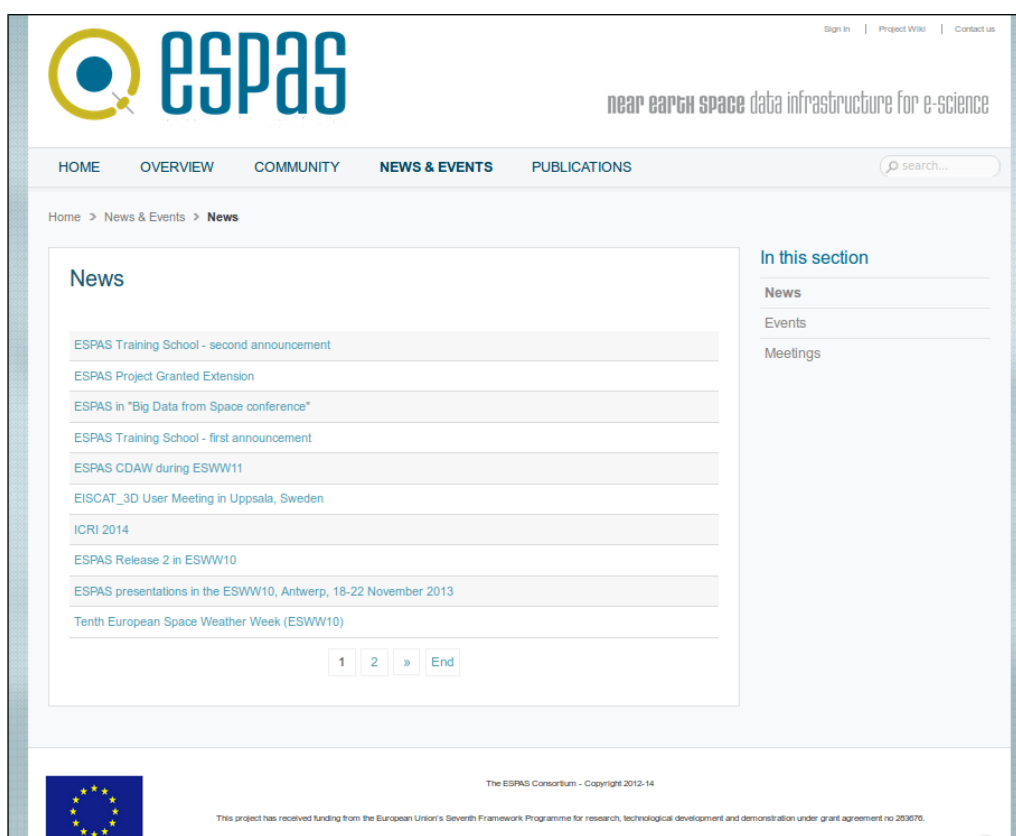 Sign In | Project Wiki | Contact us
espas
near earth space data infrastructure for e-science
HOME OVERVIEW COMMUNITY NEWS & EVENTS PUBLICATIONS search...
Home > News & Events > News
News
ESPAS Training School - second announcement
ESPAS Project Granted Extension
ESPAS in "Big Data from Space conference"
ESPAS Training School - first announcement
ESPAS CDAW during ESWW11
EISCAT_3D User Meeting in Uppsala, Sweden
ICRI 2014
ESPAS Release 2 in ESWW10
ESPAS presentations in the ESWW10, Antwerp, 18-22 November 2013
Tenth European Space Weather Week (ESWW10)
1 2 » End
In this section
News
Events
Meetings
The ESPAS Consortium - Copyright 2012-14
This project has received funding from the European Union's Seventh Framework Programme for research, technological development and demonstration under grant agreement no 283676.